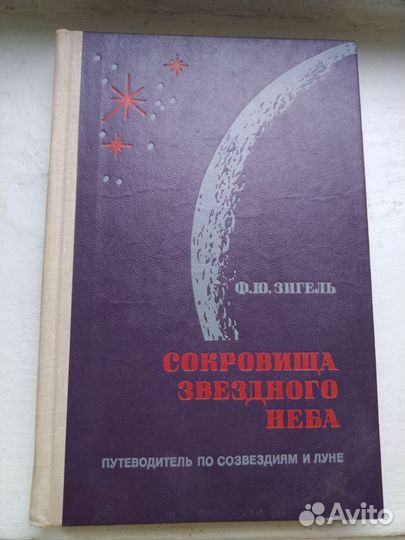 Ф.Ю. ЗИГЕЛЬ
СОКРОВИЩА
ЗВЕЗДНОГО
НЕБА
ПУТЕВОДИТЕЛЬ ПО СОЗВЕЗДИЯМ И ЛУНЕ
Avito